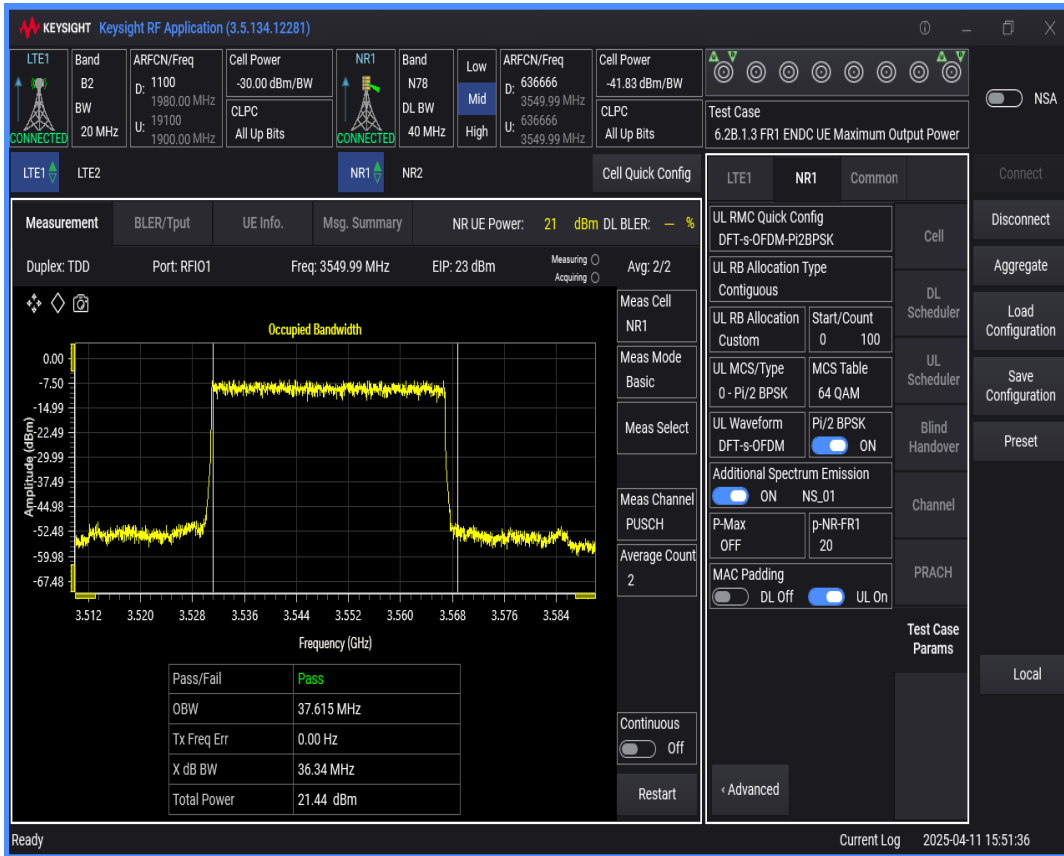 KEYSIGHT Keysight RF Application (3.5.134.12281)
LTE1
CONNECTED
Band
B2
BW
20 MHz
ARFCN/Freq
D: 1100
1980.00 MHz
U: 19100
1900.00 MHz
Cell Power
-30.00 dBm/BW
CLPC
All Up Bits
NR1
CONNECTED
Band
N78
DL BW
40 MHz
Low
Mid
High
ARFCN/Freq
D: 636666
3549.99 MHz
U: 636666
3549.99 MHz
Cell Power
-41.83 dBm/BW
CLPC
All Up Bits
Test Case
6.2B.1.3 FR1 ENDC UE Maximum Output Power
NSA
LTE1 LTE2
NR1 NR2
Cell Quick Config
Measurement BLER/Tput UE Info. Msg. Summary NR UE Power: 21 dBm DL BLER: — %
Duplex: TDD Port: RFIO1 Freq: 3549.99 MHz EIP: 23 dBm Measuring Acquiring Avg: 2/2
Occupied Bandwidth
Amplitude (dBm)
0.00
-7.50
-14.99
-22.49
-29.99
-37.49
-44.98
-52.48
-59.98
-67.48
3.512 3.520 3.528 3.536 3.544 3.552 3.560 3.568 3.576 3.584
Frequency (GHz)
Pass/Fail Pass
OBW 37.615 MHz
Tx Freq Err 0.00 Hz
X dB BW 36.34 MHz
Total Power 21.44 dBm
Meas Cell
NR1
Meas Mode
Basic
Meas Select
Meas Channel
PUSCH
Average Count
2
Continuous
Off
Restart
LTE1 NR1 Common
UL RMC Quick Config
DFT-s-OFDM-Pi2BPSK
UL RB Allocation Type
Contiguous
UL RB Allocation
Custom
Start/Count
0 100
UL MCS/Type
0 - Pi/2 BPSK
MCS Table
64 QAM
UL Waveform
DFT-s-OFDM
Pi/2 BPSK
ON
Additional Spectrum Emission
ON NS_01
P-Max
OFF
p-NR-FR1
20
MAC Padding
DL Off UL On
‹ Advanced
Cell
DL Scheduler
UL Scheduler
Blind Handover
Channel
PRACH
Test Case Params
Connect
Disconnect
Aggregate
Load Configuration
Save Configuration
Preset
Local
Ready
Current Log 2025-04-11 15:51:36